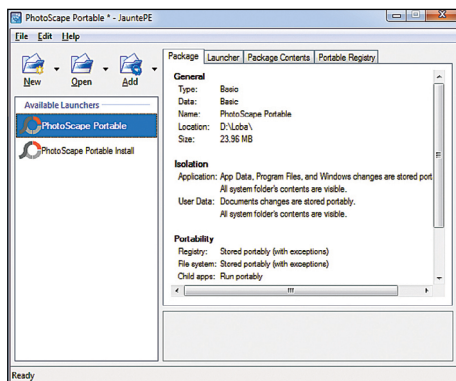 PhotoScape Portable * - JauntePE
File Edit Help
New Open Add
Available Launchers
PhotoScape Portable
PhotoScape Portable Install
Package Launcher Package Contents Portable Registry
General
Type: Basic
Data: Basic
Name: PhotoScape Portable
Location: D:\Loba\
Size: 23.96 MB
Isolation
Application: App Data, Program Files, and Windows changes are stored port
All system folder's contents are visible.
User Data: Documents changes are stored portably.
All system folder's contents are visible.
Portability
Registry: Stored portably (with exceptions)
File system: Stored portably (with exceptions)
Child apps: Run portably
Ready